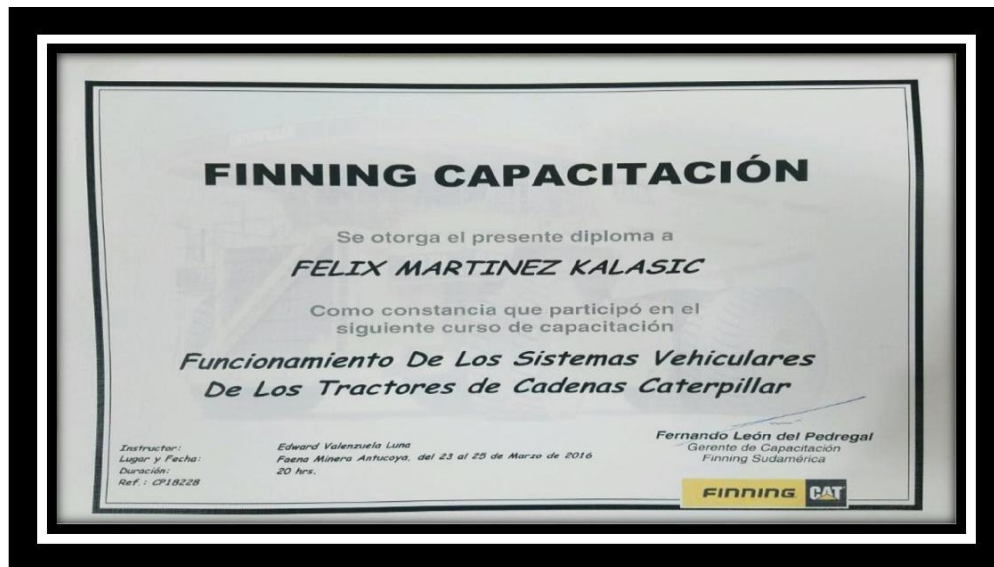 FINNING CAPACITACIÓN
Se otorga el presente diploma a
FELIX MARTINEZ KALASIC
Como constancia que participó en el
siguiente curso de capacitación
Funcionamiento De Los Sistemas Vehiculares
De Los Tractores de Cadenas Caterpillar
Fernando León del Pedregal
Gerente de Capacitación
Finning Sudamérica
Instructor: Edward Valenzuela Luna
Lugar y Fecha: Faena Minera Antucoya, del 23 al 25 de Marzo de 2016
Duración: 20 hrs.
Ref.: CP18228
FINNING CAT